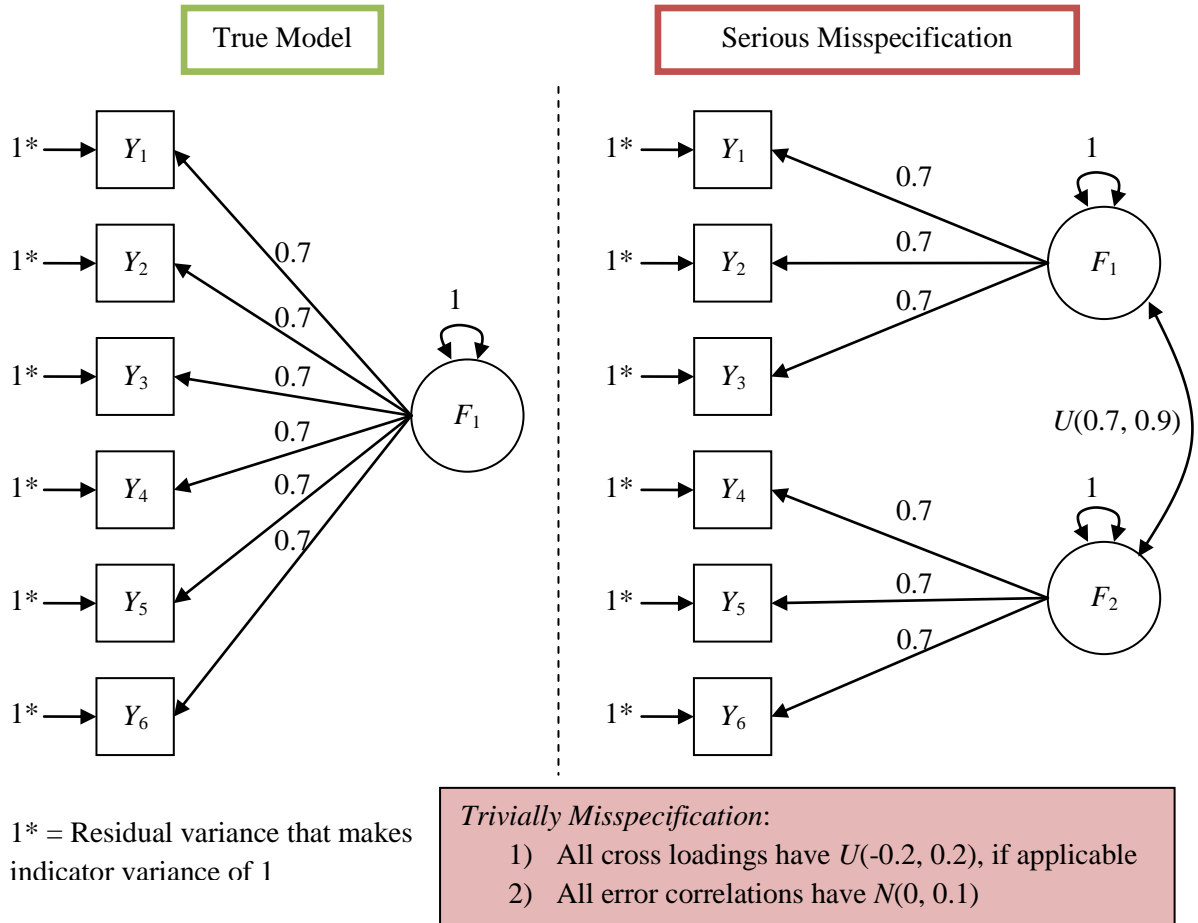 True Model
Serious Misspecification
1* Y1
0.7
1* Y2
0.7
1* Y3
0.7
1
F1
1* Y4
0.7
1* Y5
0.7
1* Y6
0.7
1* Y1
0.7
1
1* Y2
0.7
F1
1* Y3
0.7
U(0.7, 0.9)
1* Y4
0.7
1
1* Y5
0.7
F2
1* Y6
0.7
1* = Residual variance that makes
indicator variance of 1
Trivially Misspecification:
1) All cross loadings have U(-0.2, 0.2), if applicable
2) All error correlations have N(0, 0.1)